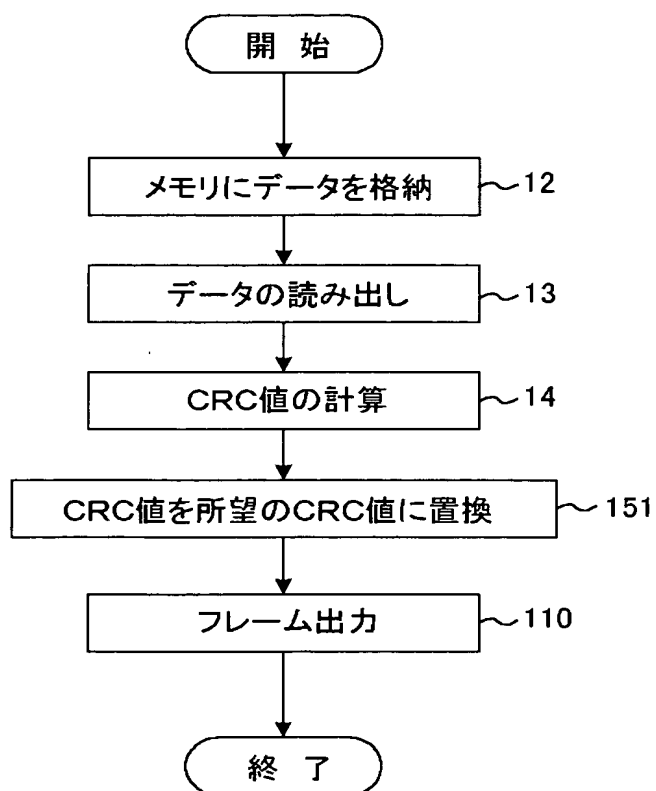 開 始
メモリにデータを格納 12
データの読み出し 13
CRC値の計算 14
CRC値を所望のCRC値に置換 151
フレーム出力 110
終 了